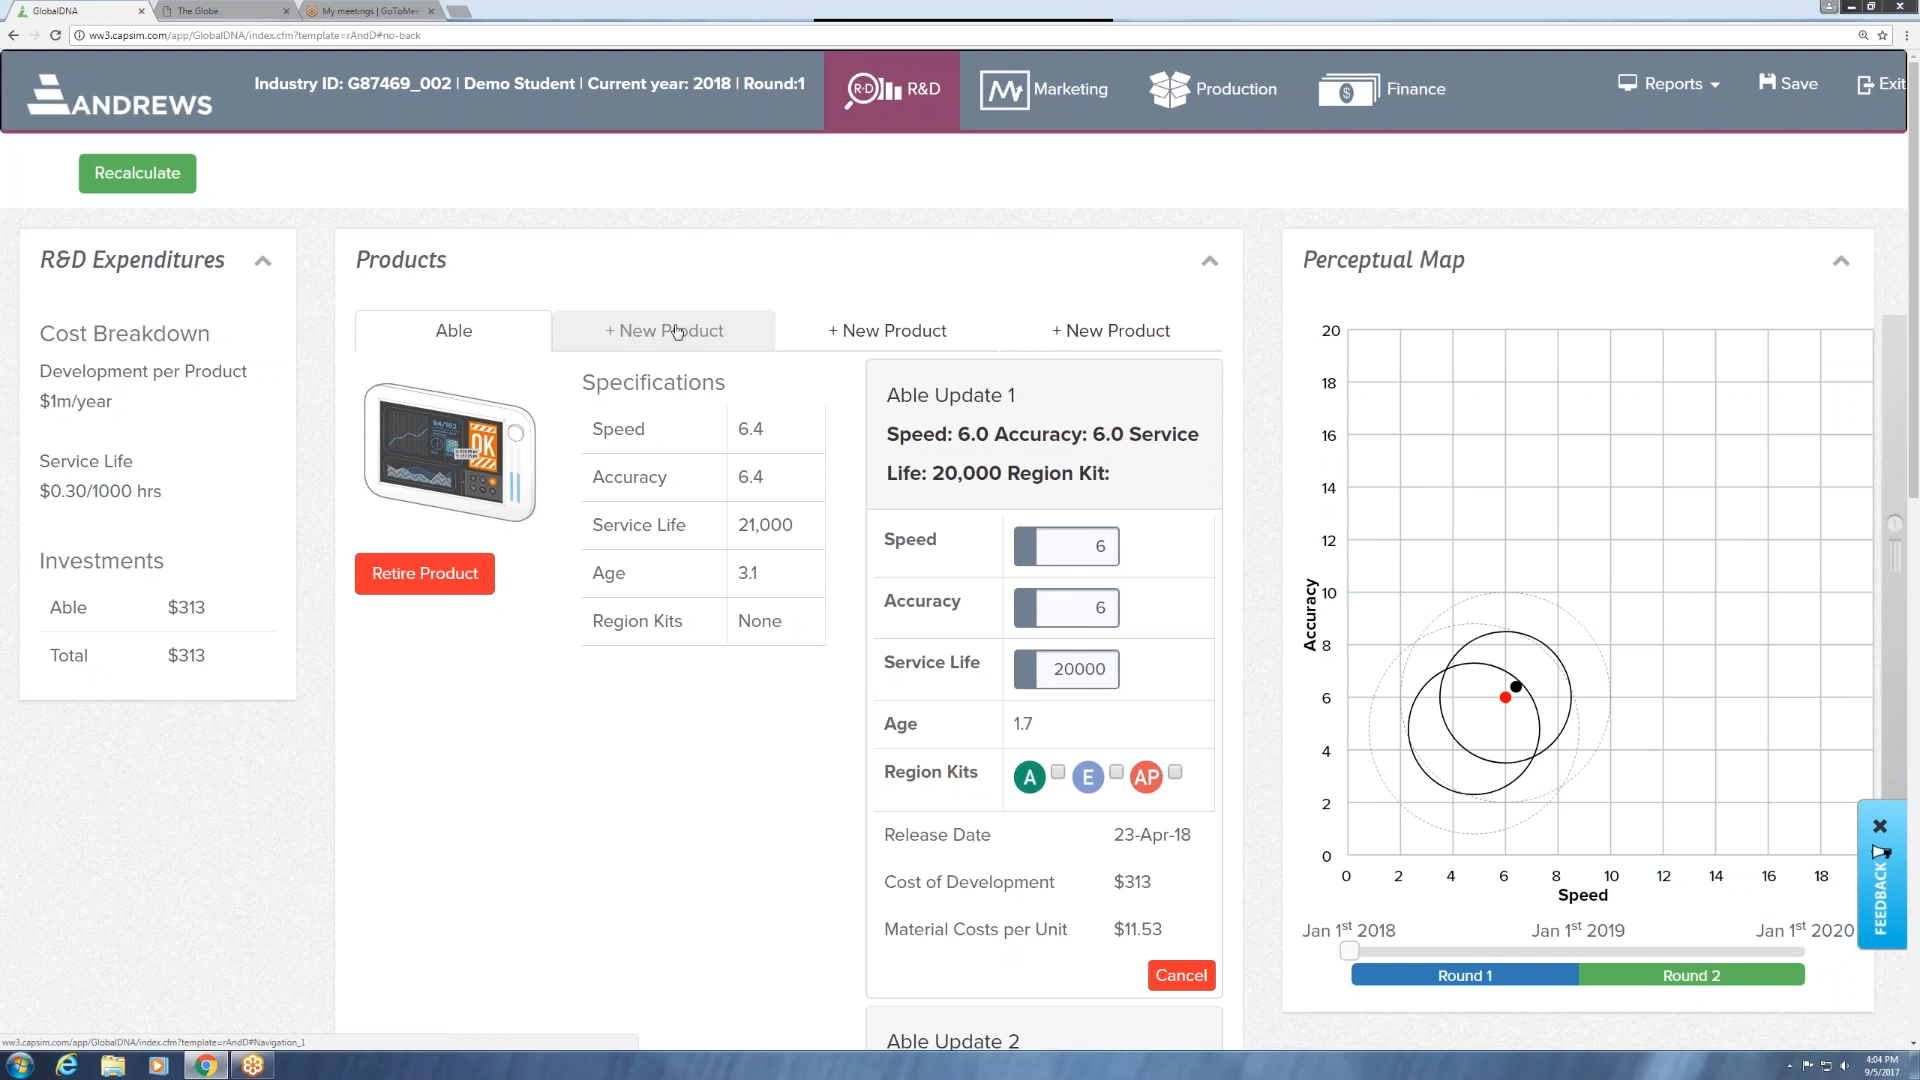 GlobalDNA
The Globe
My meetings | GoToMee
ww3.capsim.com/app/GlobalDNA/index.cfm?template=rAndD#no-back
ANDREWS
Industry ID: G87469_002 | Demo Student | Current year: 2018 | Round:1
R&D
Marketing
Production
Finance
Reports
Save
Exit
Recalculate
R&D Expenditures
Cost Breakdown
Development per Product
$1m/year
Service Life
$0.30/1000 hrs
Investments
Able $313
Total $313
Products
Able
+ New Product
+ New Product
+ New Product
Retire Product
Specifications
Speed 6.4
Accuracy 6.4
Service Life 21,000
Age 3.1
Region Kits None
Able Update 1
Speed: 6.0 Accuracy: 6.0 Service
Life: 20,000 Region Kit:
Speed 6
Accuracy 6
Service Life 20000
Age 1.7
Region Kits A E AP
Release Date 23-Apr-18
Cost of Development $313
Material Costs per Unit $11.53
Cancel
Able Update 2
Perceptual Map
20
18
16
14
12
10
8
6
4
2
0
Accuracy
0 2 4 6 8 10 12 14 16 18
Speed
Jan 1st 2018 Jan 1st 2019 Jan 1st 2020
Round 1 Round 2
FEEDBACK
ww3.capsim.com/app/GlobalDNA/index.cfm?template=rAndD#Navigation_1
4:04 PM
9/5/2017